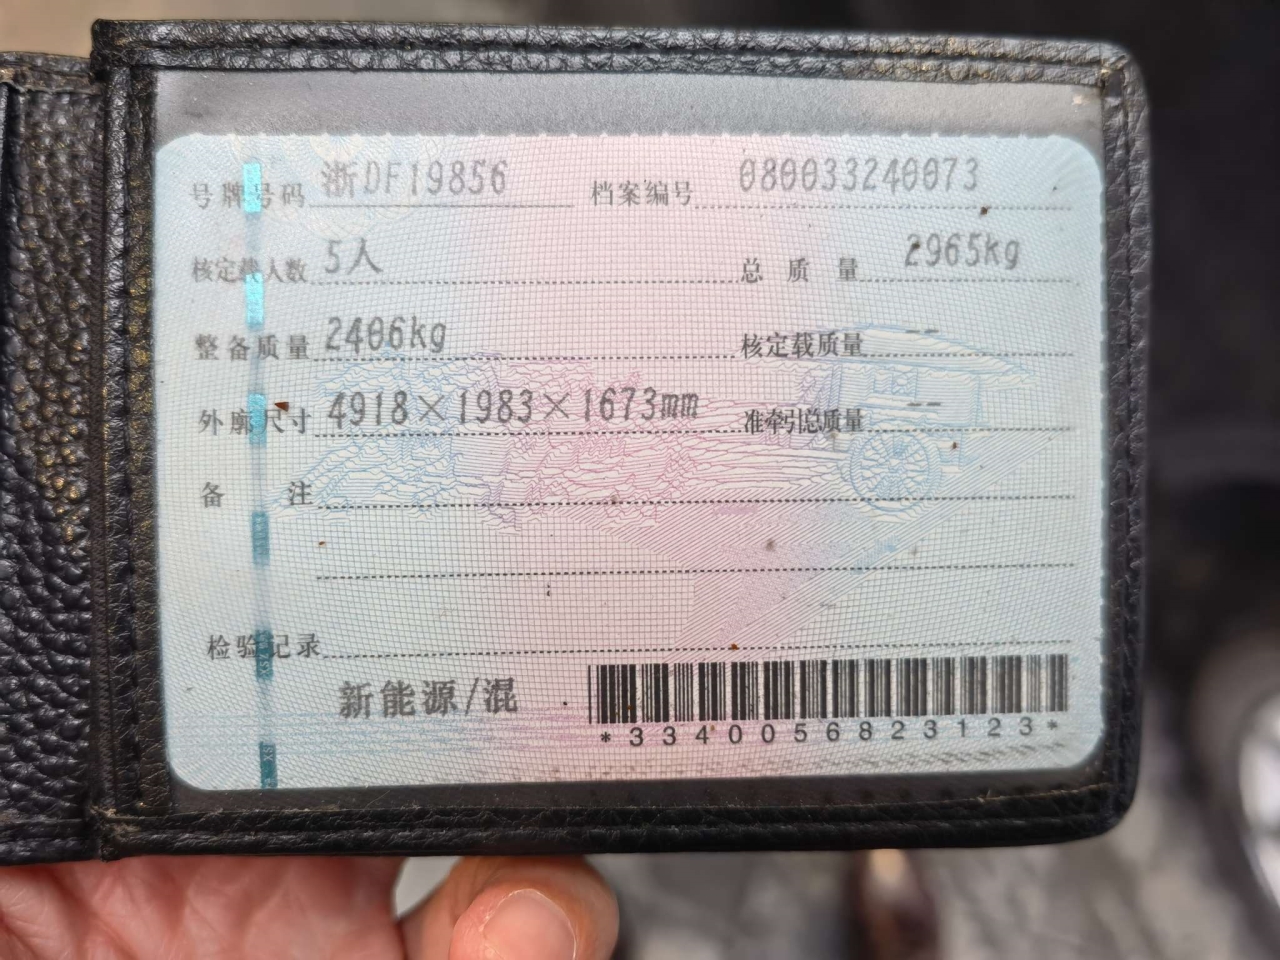 号牌号码 浙DF19856 档案编号 080033240073
核定载人数 5人 总质量 2965kg
整备质量 2406kg 核定载质量 --
外廓尺寸 4918×1983×1673mm 准牵引总质量 --
备注
检验记录
新能源/混
*3340056823123*